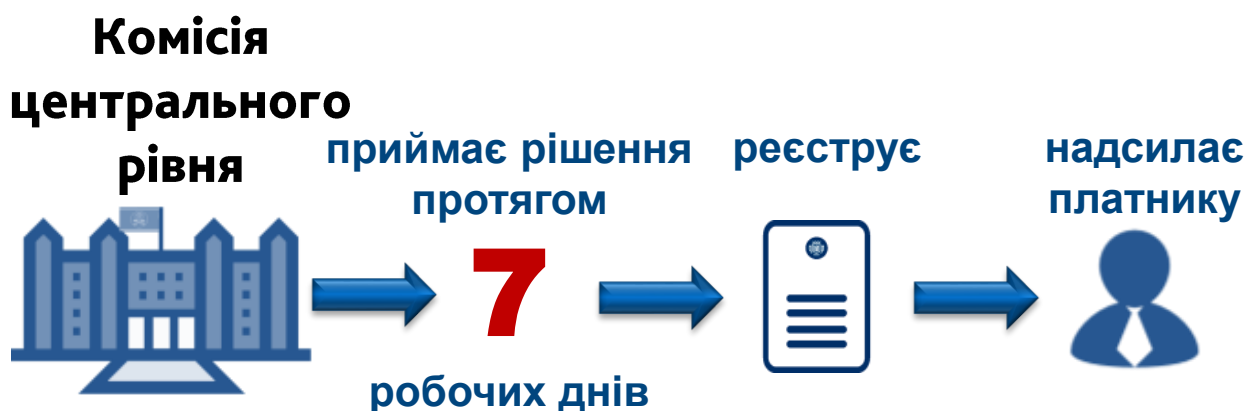 Комісія
центрального
рівня
приймає рішення
протягом
7
робочих днів
реєструє
надсилає
платнику